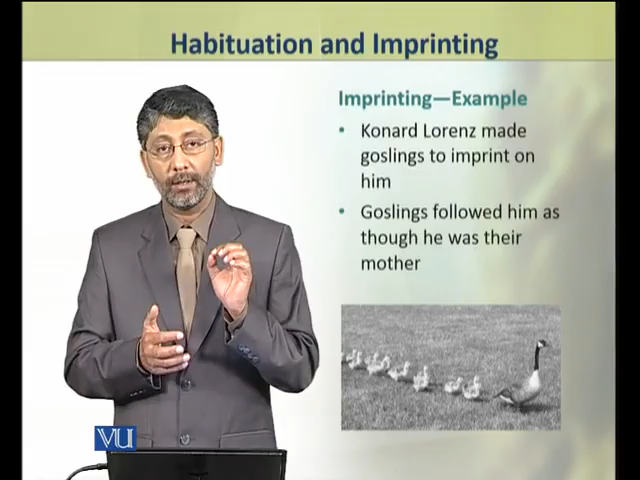 Habituation and Imprinting
Imprinting—Example
• Konard Lorenz made
goslings to imprint on
him
• Goslings followed him as
though he was their
mother
VU